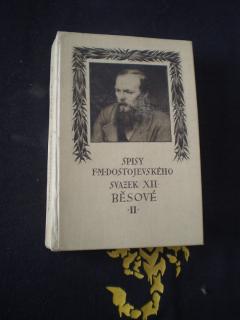 SPISY
F·M·DOSTOJEVSKÉHO
SVAZEK XII·
BĚSOVÉ
·II·